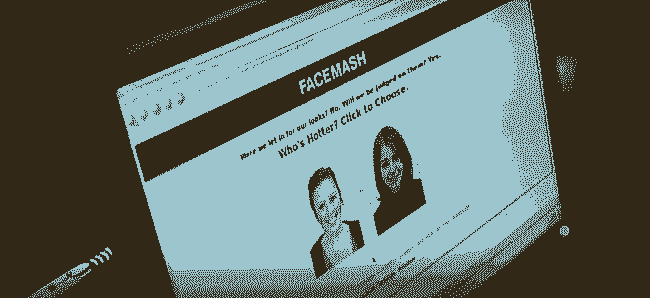 FACEMASH
Were we let in for our looks? No. Will we be judged on them? Yes.
Who's Hotter? Click to Choose.